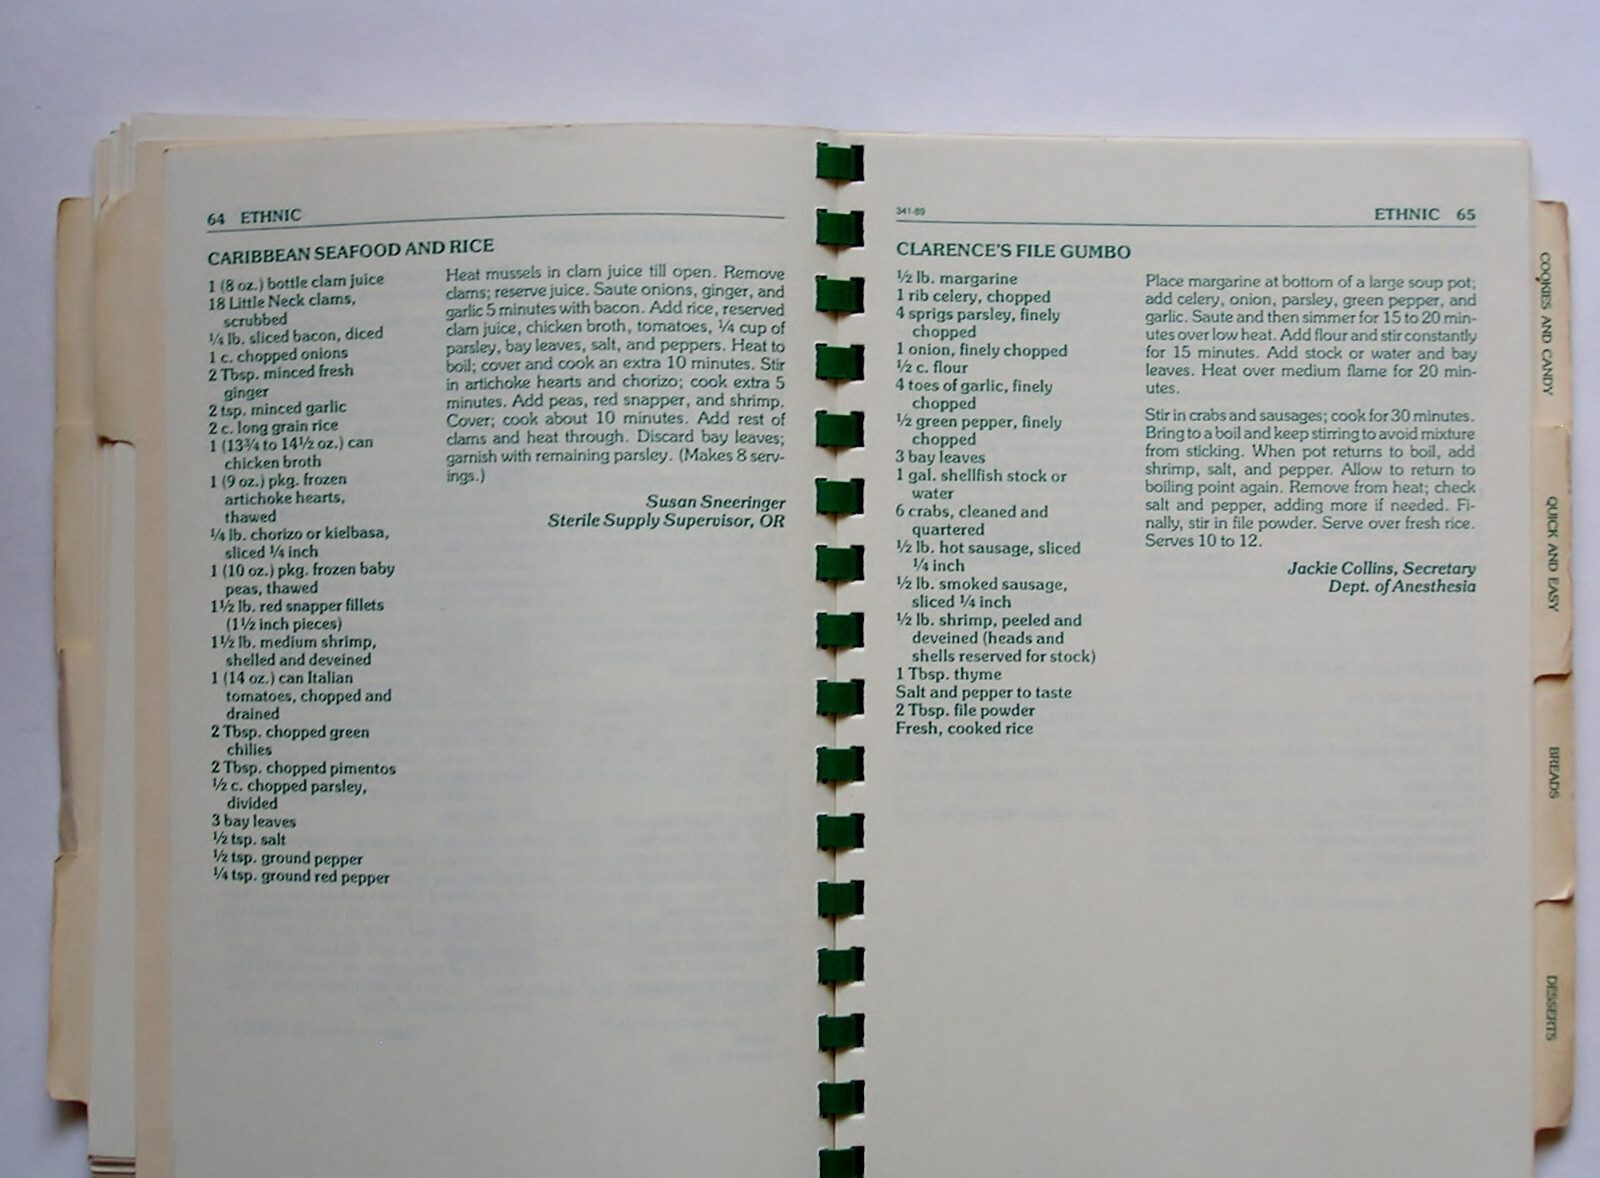 64 ETHNIC
CARIBBEAN SEAFOOD AND RICE
1 (8 oz.) bottle clam juice
18 Little Neck clams,
scrubbed
¼ lb. sliced bacon, diced
1 c. chopped onions
2 Tbsp. minced fresh
ginger
2 tsp. minced garlic
2 c. long grain rice
1 (13¾ to 14½ oz.) can
chicken broth
1 (9 oz.) pkg. frozen
artichoke hearts,
thawed
¼ lb. chorizo or kielbasa,
sliced ¼ inch
1 (10 oz.) pkg. frozen baby
peas, thawed
1½ lb. red snapper fillets
(1½ inch pieces)
1½ lb. medium shrimp,
shelled and deveined
1 (14 oz.) can Italian
tomatoes, chopped and
drained
2 Tbsp. chopped green
chilies
2 Tbsp. chopped pimentos
½ c. chopped parsley,
divided
3 bay leaves
½ tsp. salt
½ tsp. ground pepper
¼ tsp. ground red pepper
Heat mussels in clam juice till open. Remove
clams; reserve juice. Saute onions, ginger, and
garlic 5 minutes with bacon. Add rice, reserved
clam juice, chicken broth, tomatoes, ¼ cup of
parsley, bay leaves, salt, and peppers. Heat to
boil; cover and cook an extra 10 minutes. Stir
in artichoke hearts and chorizo; cook extra 5
minutes. Add peas, red snapper, and shrimp.
Cover; cook about 10 minutes. Add rest of
clams and heat through. Discard bay leaves;
garnish with remaining parsley. (Makes 8 serv-
ings.)
Susan Sneeringer
Sterile Supply Supervisor, OR
341-89
ETHNIC 65
CLARENCE'S FILE GUMBO
½ lb. margarine
1 rib celery, chopped
4 sprigs parsley, finely
chopped
1 onion, finely chopped
½ c. flour
4 toes of garlic, finely
chopped
½ green pepper, finely
chopped
3 bay leaves
1 gal. shellfish stock or
water
6 crabs, cleaned and
quartered
½ lb. hot sausage, sliced
¼ inch
½ lb. smoked sausage,
sliced ¼ inch
½ lb. shrimp, peeled and
deveined (heads and
shells reserved for stock)
1 Tbsp. thyme
Salt and pepper to taste
2 Tbsp. file powder
Fresh, cooked rice
Place margarine at bottom of a large soup pot;
add celery, onion, parsley, green pepper, and
garlic. Saute and then simmer for 15 to 20 min-
utes over low heat. Add flour and stir constantly
for 15 minutes. Add stock or water and bay
leaves. Heat over medium flame for 20 min-
utes.
Stir in crabs and sausages; cook for 30 minutes.
Bring to a boil and keep stirring to avoid mixture
from sticking. When pot returns to boil, add
shrimp, salt, and pepper. Allow to return to
boiling point again. Remove from heat; check
salt and pepper, adding more if needed. Fi-
nally, stir in file powder. Serve over fresh rice.
Serves 10 to 12.
Jackie Collins, Secretary
Dept. of Anesthesia
COOKIES AND CANDY
QUICK AND EASY
BREADS
DESSERTS